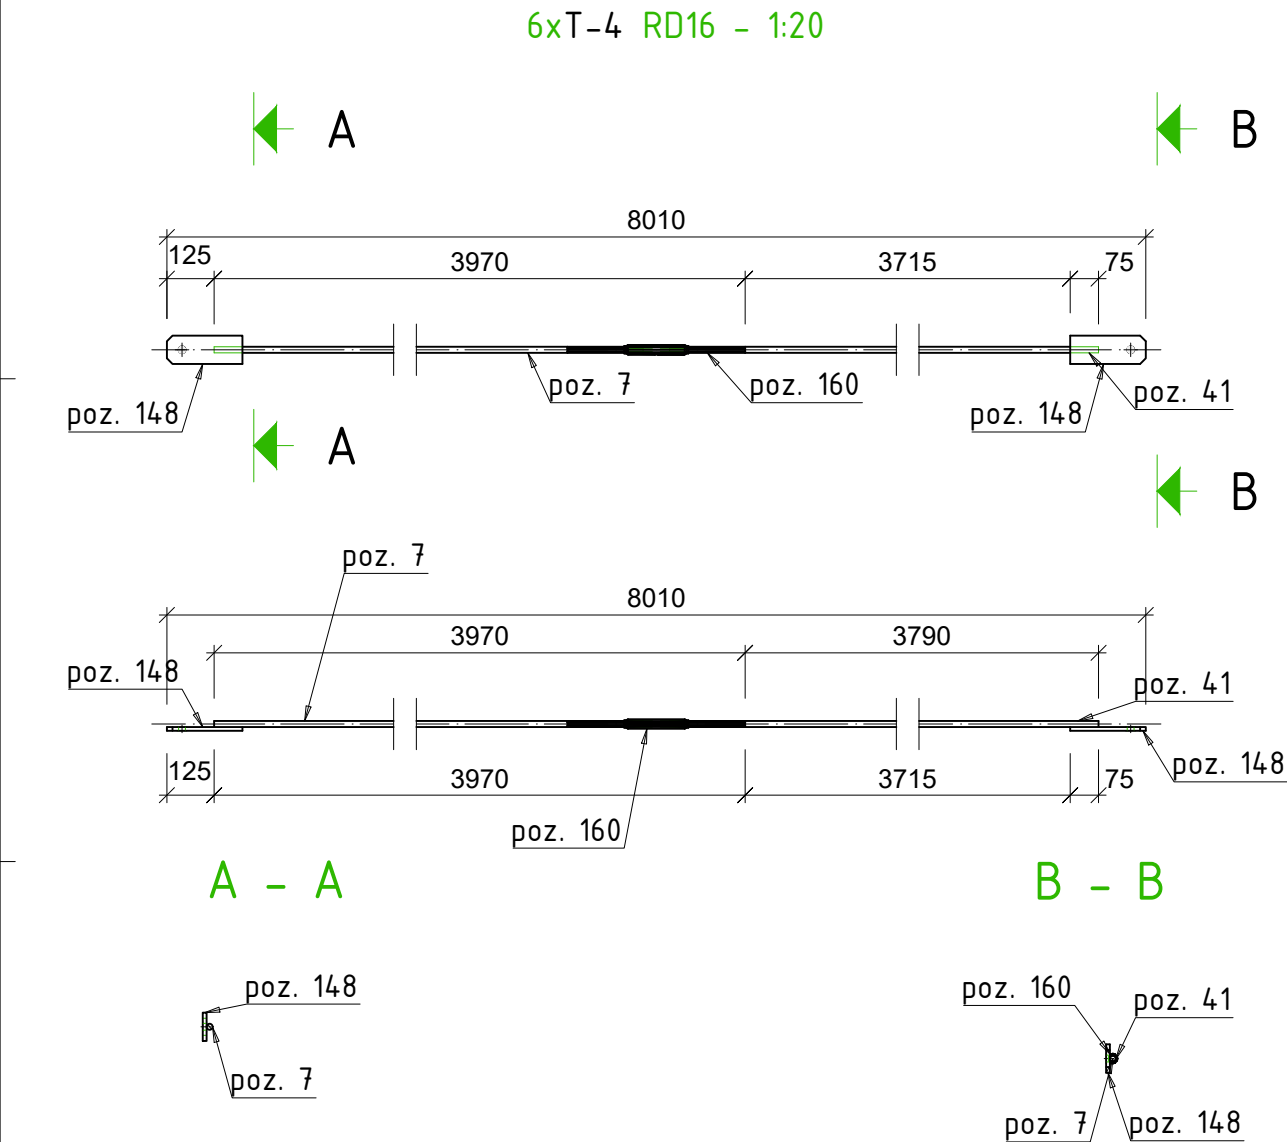 6xT-4 RD16 - 1:20
A B
8010
125 3970 3715 75
poz. 7 poz. 160 poz. 41
poz. 148 poz. 148
A
B
poz. 7
8010
3970 3790
poz. 148 poz. 41
poz. 148
125 3970 3715 75
poz. 160
A - A B - B
poz. 148 poz. 160 poz. 41
poz. 7
poz. 7 poz. 148